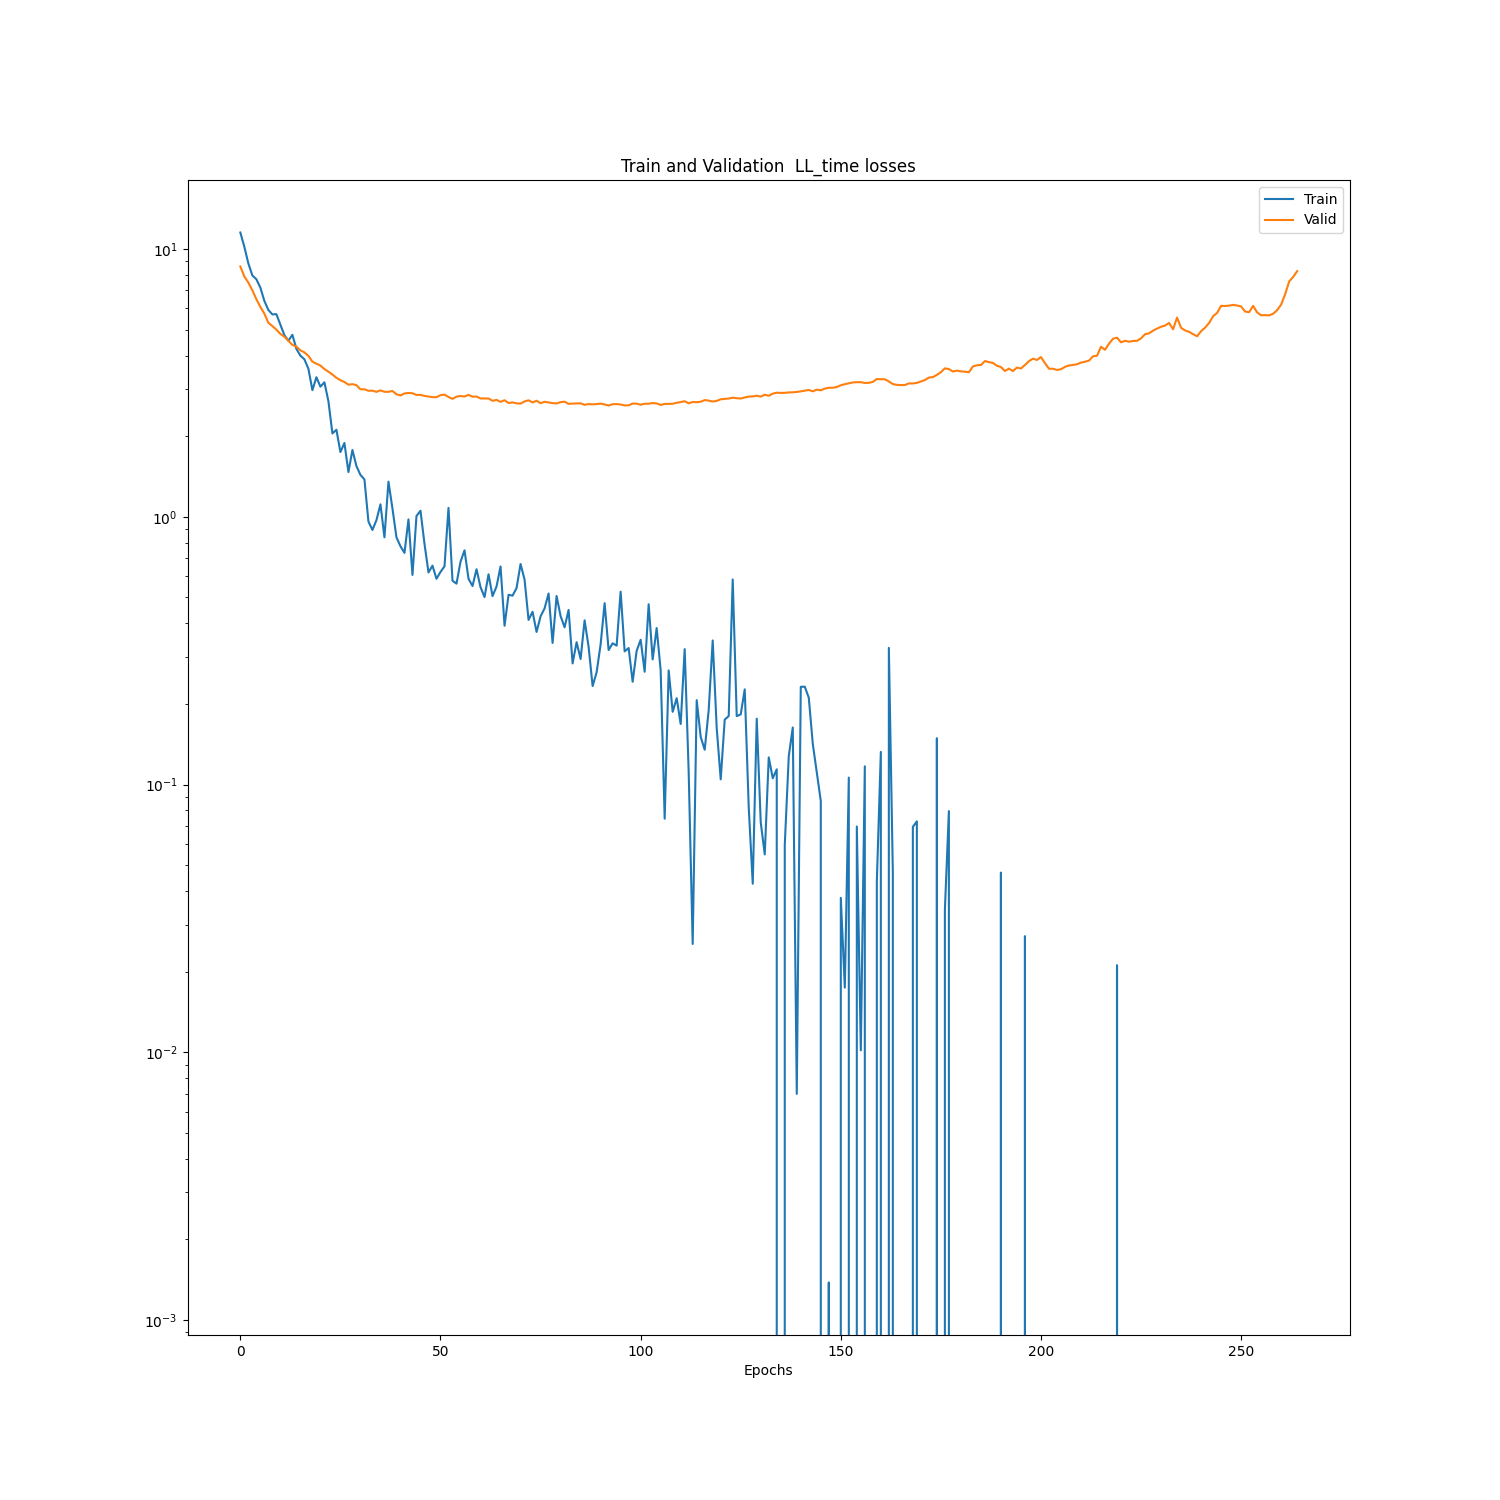 Train and Validation  LL_time losses
Train
Valid
10¹
10⁰
10⁻¹
10⁻²
10⁻³
0 50 100 150 200 250
Epochs